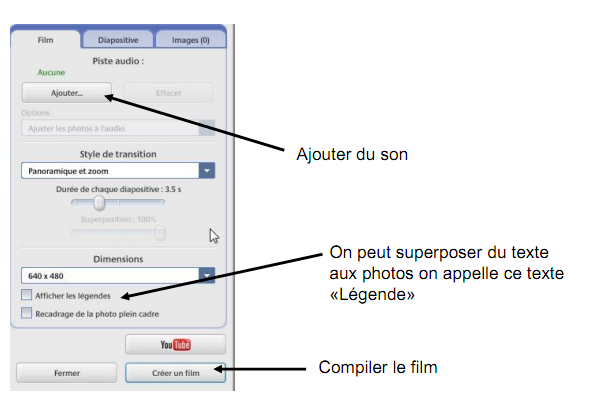 Film Diapositive Images (0)
Piste audio :
Aucune
Ajouter... Effacer
Options
Ajuster les photos à l'audio
Ajouter du son
Style de transition
Panoramique et zoom
Durée de chaque diapositive : 3.5 s
Superposition : 100%
Dimensions
640 x 480
Afficher les légendes
Recadrage de la photo plein cadre
On peut superposer du texte
aux photos on appelle ce texte
«Légende»
YouTube
Fermer Créer un film
Compiler le film